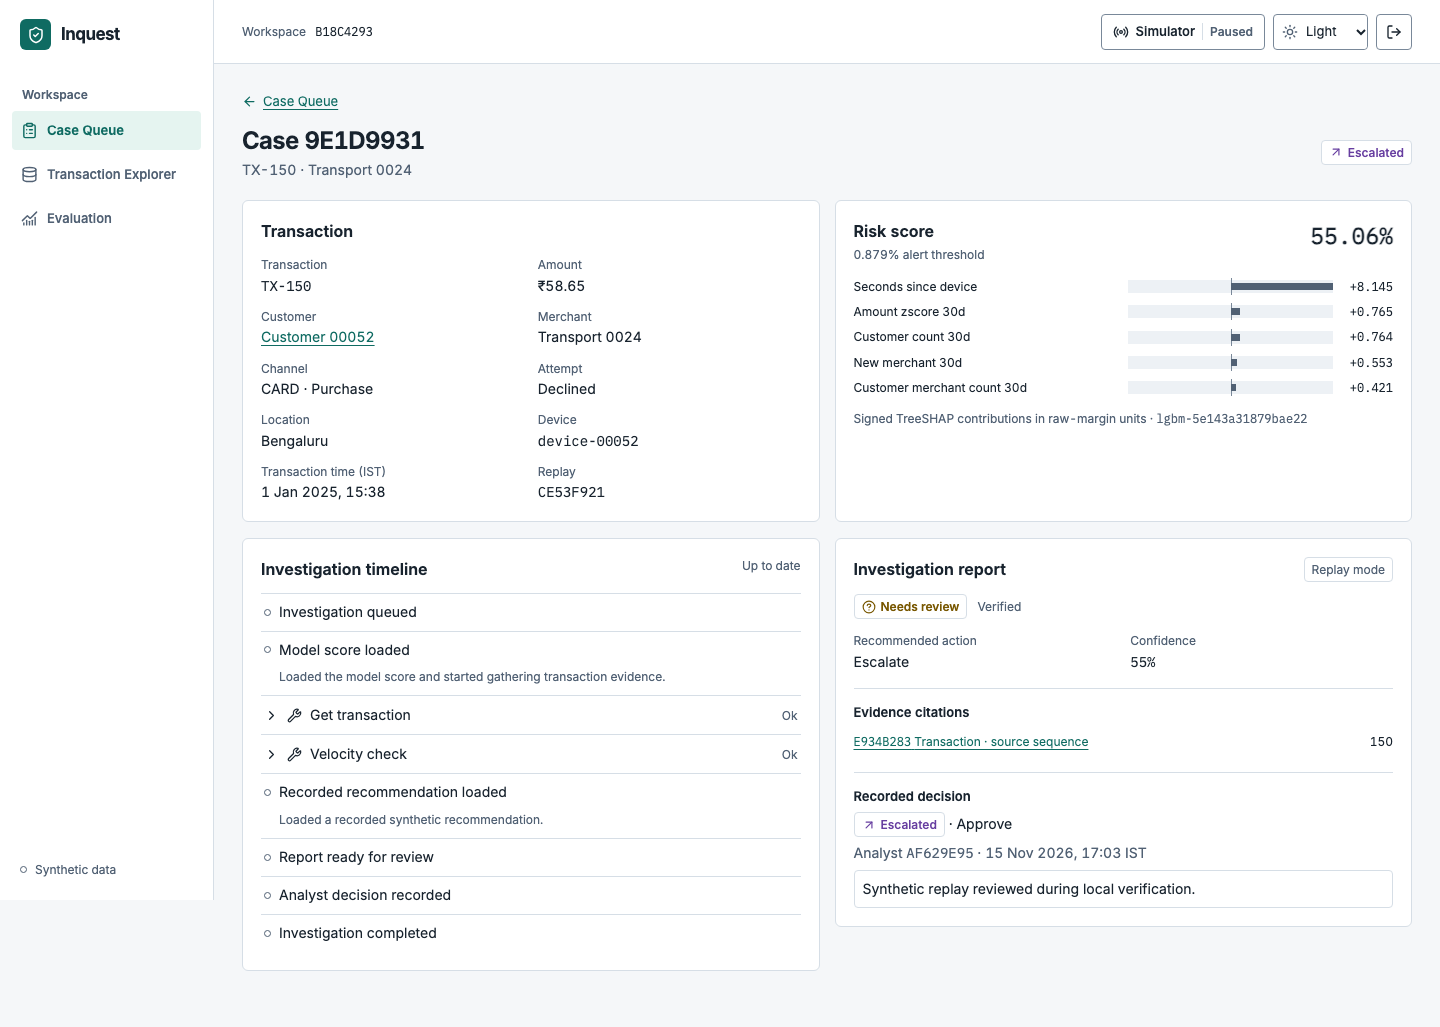 Inquest
Workspace B18C4293
Simulator Paused
Light
Workspace
Case Queue
Transaction Explorer
Evaluation
Synthetic data
Case Queue
Case 9E1D9931
TX-150 · Transport 0024
Escalated
Transaction
Transaction
TX-150
Amount
₹58.65
Customer
Customer 00052
Merchant
Transport 0024
Channel
CARD · Purchase
Attempt
Declined
Location
Bengaluru
Device
device-00052
Transaction time (IST)
1 Jan 2025, 15:38
Replay
CE53F921
Risk score
55.06%
0.879% alert threshold
Seconds since device +8.145
Amount zscore 30d +0.765
Customer count 30d +0.764
New merchant 30d +0.553
Customer merchant count 30d +0.421
Signed TreeSHAP contributions in raw-margin units · lgbm-5e143a31879bae22
Investigation timeline
Up to date
Investigation queued
Model score loaded
Loaded the model score and started gathering transaction evidence.
Get transaction Ok
Velocity check Ok
Recorded recommendation loaded
Loaded a recorded synthetic recommendation.
Report ready for review
Analyst decision recorded
Investigation completed
Investigation report
Replay mode
Needs review Verified
Recommended action
Escalate
Confidence
55%
Evidence citations
E934B283 Transaction · source sequence 150
Recorded decision
Escalated · Approve
Analyst AF629E95 · 15 Nov 2026, 17:03 IST
Synthetic replay reviewed during local verification.